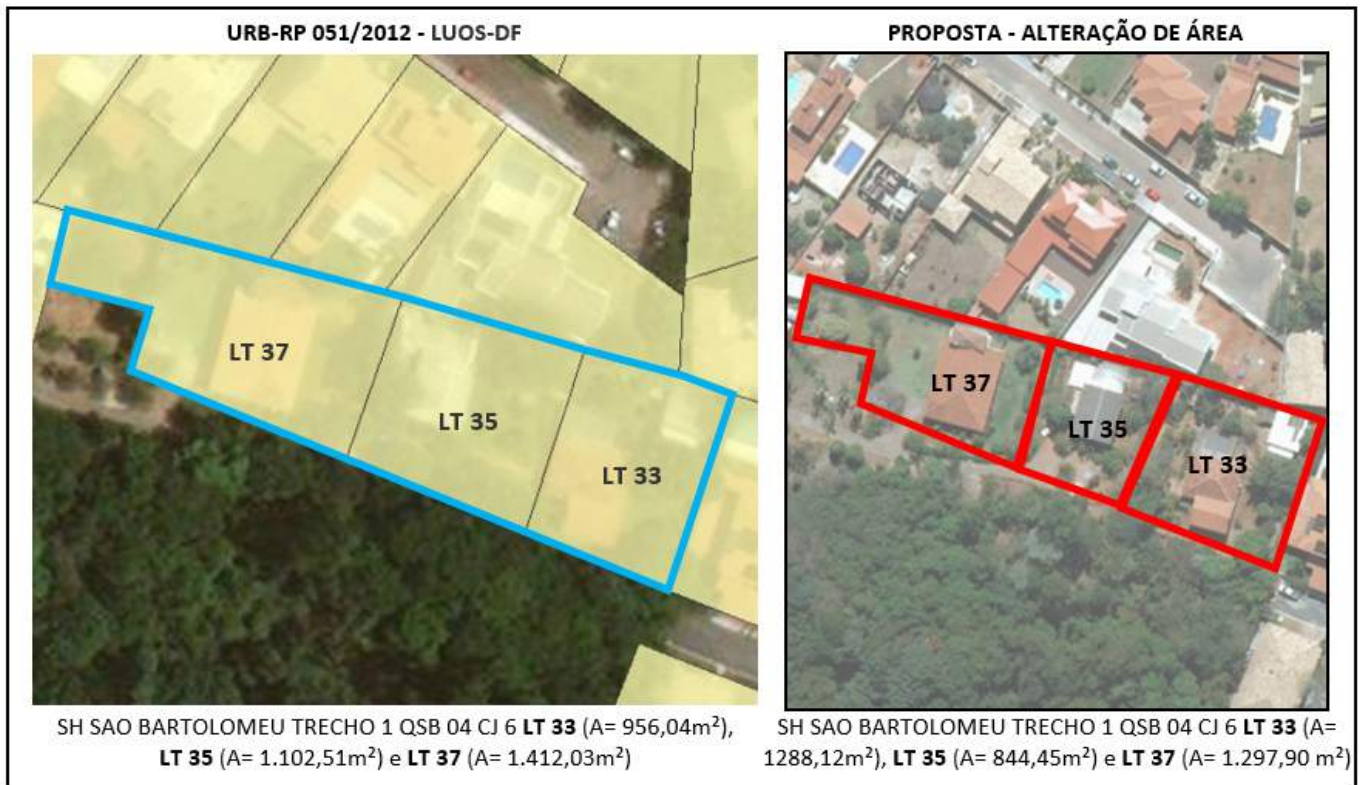 URB-RP 051/2012 - LUOS-DF
LT 37
LT 35
LT 33
SH SAO BARTOLOMEU TRECHO 1 QSB 04 CJ 6 LT 33 (A= 956,04m²),
LT 35 (A= 1.102,51m²) e LT 37 (A= 1.412,03m²)
PROPOSTA - ALTERAÇÃO DE ÁREA
LT 37
LT 35
LT 33
SH SAO BARTOLOMEU TRECHO 1 QSB 04 CJ 6 LT 33 (A=
1288,12m²), LT 35 (A= 844,45m²) e LT 37 (A= 1.297,90 m²)